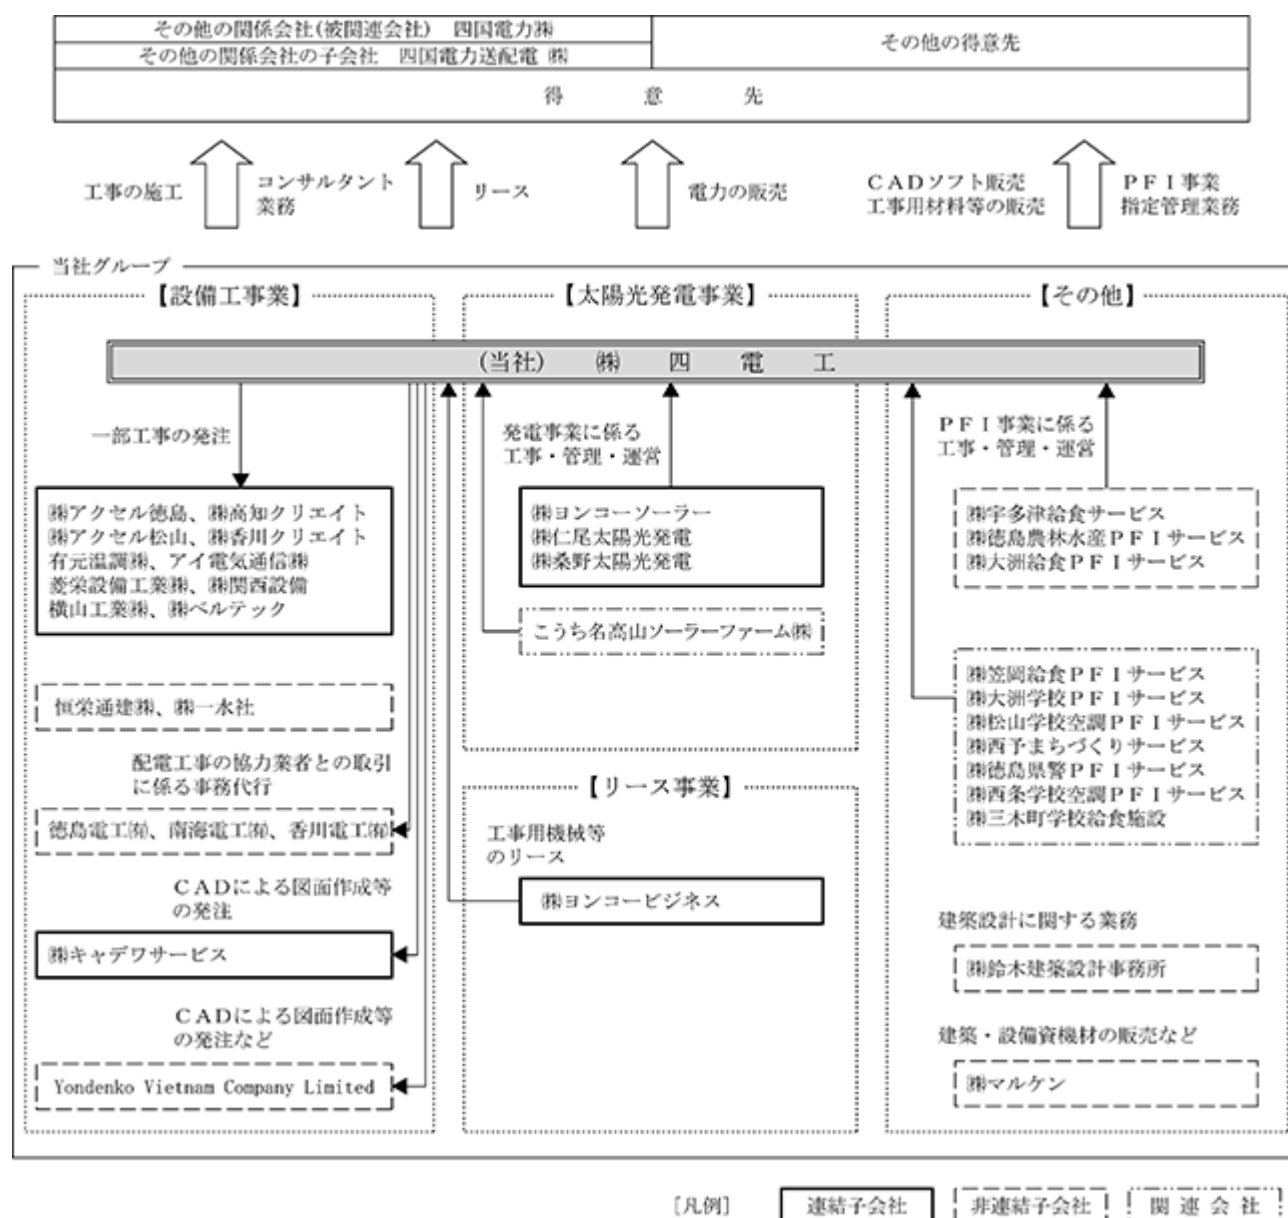 その他の関係会社(被関連会社)　四国電力㈱
その他の関係会社の子会社　四国電力送配電㈱
その他の得意先
得　意　先
工事の施工
コンサルタント
業務
リース
電力の販売
ＣＡＤソフト販売
工事用材料等の販売
ＰＦＩ事業
指定管理業務
当社グループ
【設備工事業】
【太陽光発電事業】
【その他】
(当社)　㈱　四　電　工
一部工事の発注
㈱アクセル徳島、㈱高知クリエイト
㈱アクセル松山、㈱香川クリエイト
有元温調㈱、アイ電気通信㈱
菱栄設備工業㈱、㈱関西設備
横山工業㈱、㈱ベルテック
恒栄通建㈱、㈱一水社
配電工事の協力業者との取引
に係る事務代行
徳島電工㈲、南海電工㈲、香川電工㈲
ＣＡＤによる図面作成等
の発注
㈱キャデワサービス
ＣＡＤによる図面作成等
の発注など
Yondenko Vietnam Company Limited
発電事業に係る
工事・管理・運営
㈱ヨンコーソーラー
㈱仁尾太陽光発電
㈱桑野太陽光発電
こうち名高山ソーラーファーム㈱
【リース事業】
工事用機械等
のリース
㈱ヨンコービジネス
ＰＦＩ事業に係る
工事・管理・運営
㈱宇多津給食サービス
㈱徳島農林水産ＰＦＩサービス
㈱大洲給食ＰＦＩサービス
㈱笠岡給食ＰＦＩサービス
㈱大洲学校ＰＦＩサービス
㈱松山学校空調ＰＦＩサービス
㈱西予まちづくりサービス
㈱徳島県警ＰＦＩサービス
㈱西条学校空調ＰＦＩサービス
㈱三木町学校給食施設
建築設計に関する業務
㈱鈴木建築設計事務所
建築・設備資機材の販売など
㈱マルケン
［凡例］
連結子会社
非連結子会社
関連会社